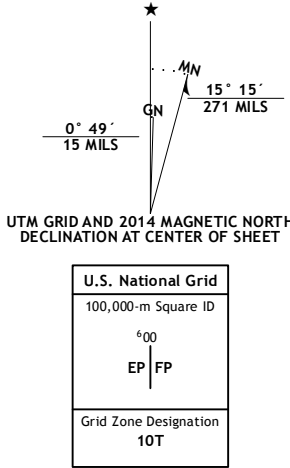 ★
MN
15° 15´
271 MILS
GN
0° 49´
15 MILS
UTM GRID AND 2014 MAGNETIC NORTH
DECLINATION AT CENTER OF SHEET
U.S. National Grid
100,000-m Square ID
⁶00
EP FP
Grid Zone Designation
10T